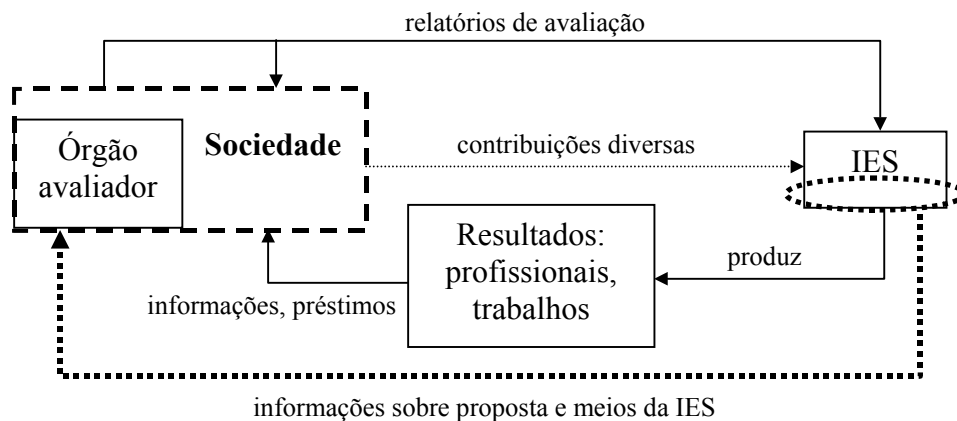 relatórios de avaliação
Órgão
avaliador
Sociedade
contribuições diversas
IES
Resultados:
profissionais,
trabalhos
produz
informações, préstimos
informações sobre proposta e meios da IES